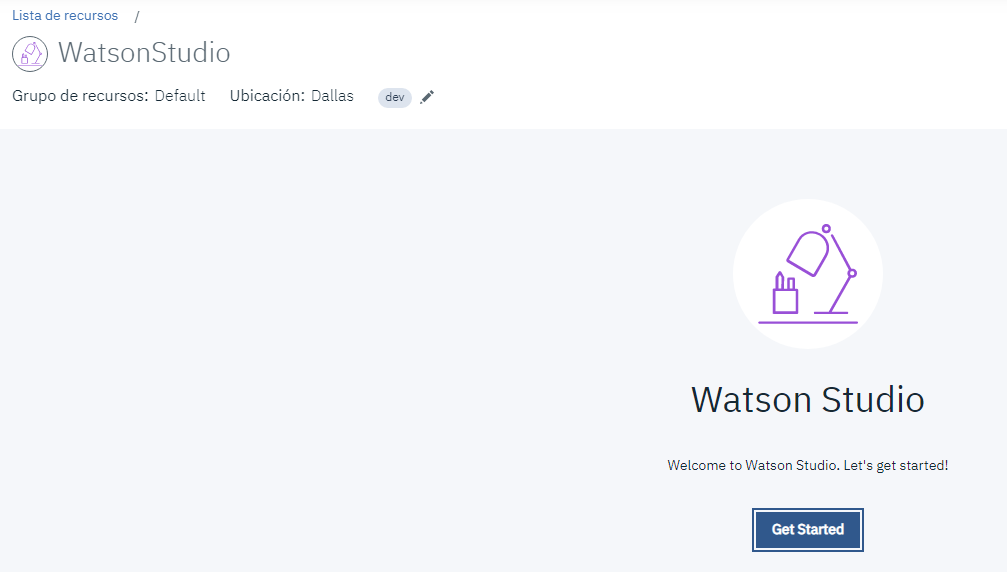 Lista de recursos /
WatsonStudio
Grupo de recursos: Default Ubicación: Dallas dev
Watson Studio
Welcome to Watson Studio. Let's get started!
Get Started